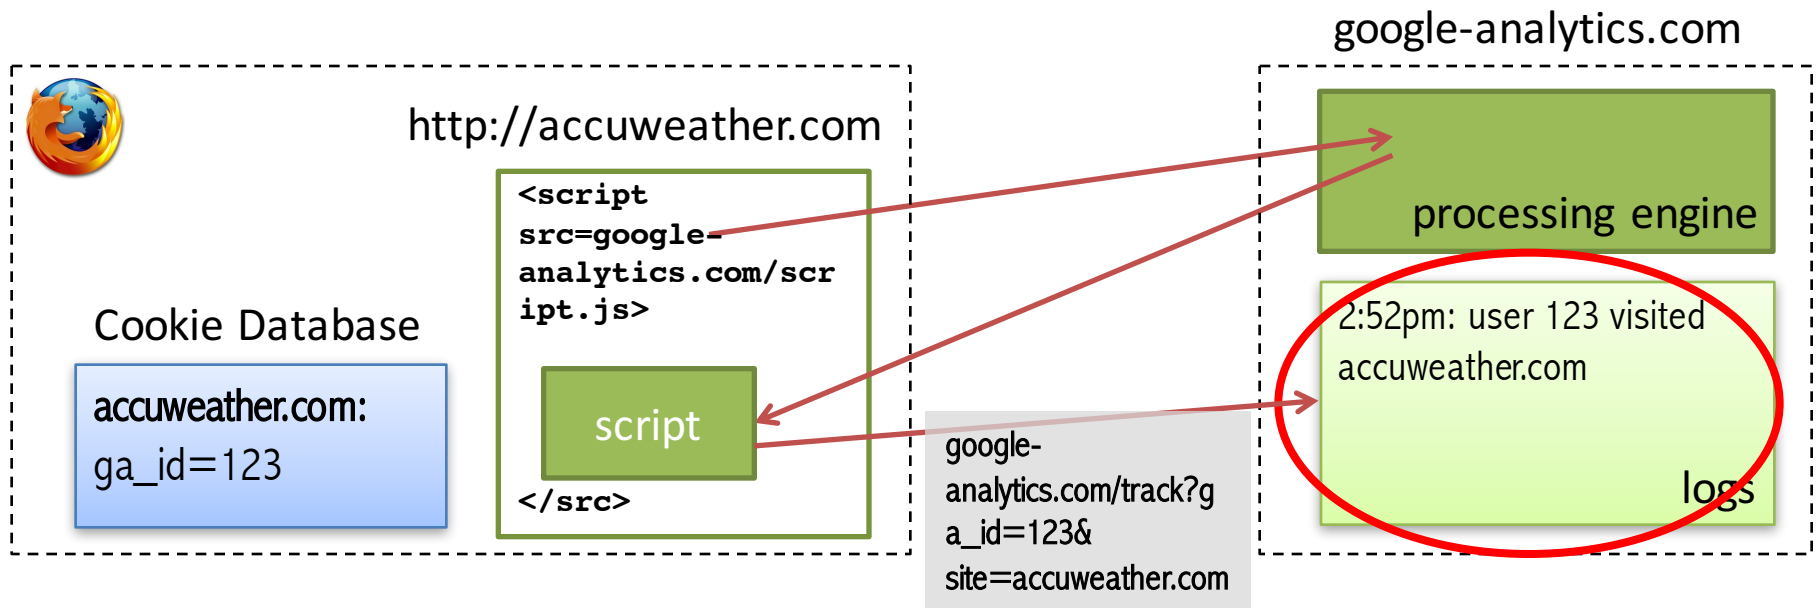 google-analytics.com
http://accuweather.com
<script
src=google-
analytics.com/scr
ipt.js>
script
</src>
Cookie Database
accuweather.com:
ga_id=123
google-
analytics.com/track?g
a_id=123&
site=accuweather.com
processing engine
2:52pm: user 123 visited
accuweather.com
logs